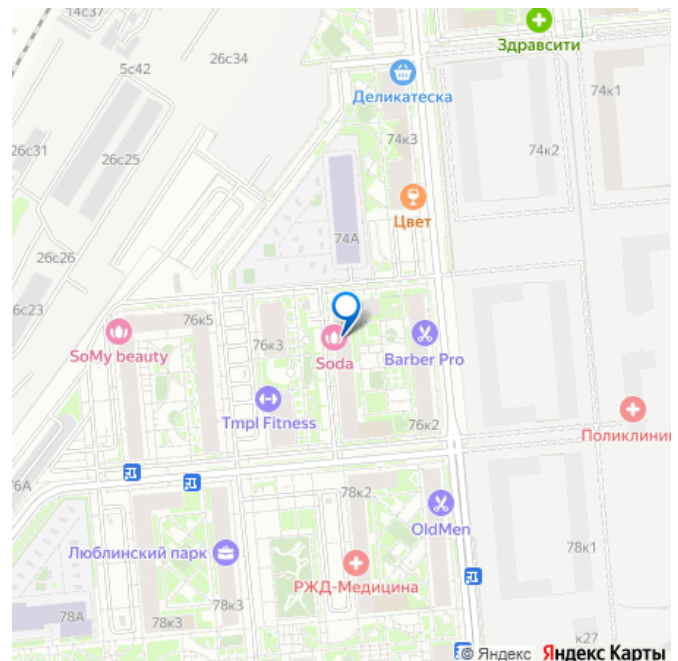 14с37
Здравсити
5с42
26с34
Деликатеска
74к1
26с31
26с25
74к3
74к2
Цвет
74А
26с26
6с23
76к5
76к3
SoMy beauty
Soda
Barber Pro
Tmpl Fitness
76к2
Поликлини
76А
78к2
OldMen
Люблинский парк
78к1
РЖД-Медицина
78А
78к3
78к3
к27
© Яндекс Яндекс Карты